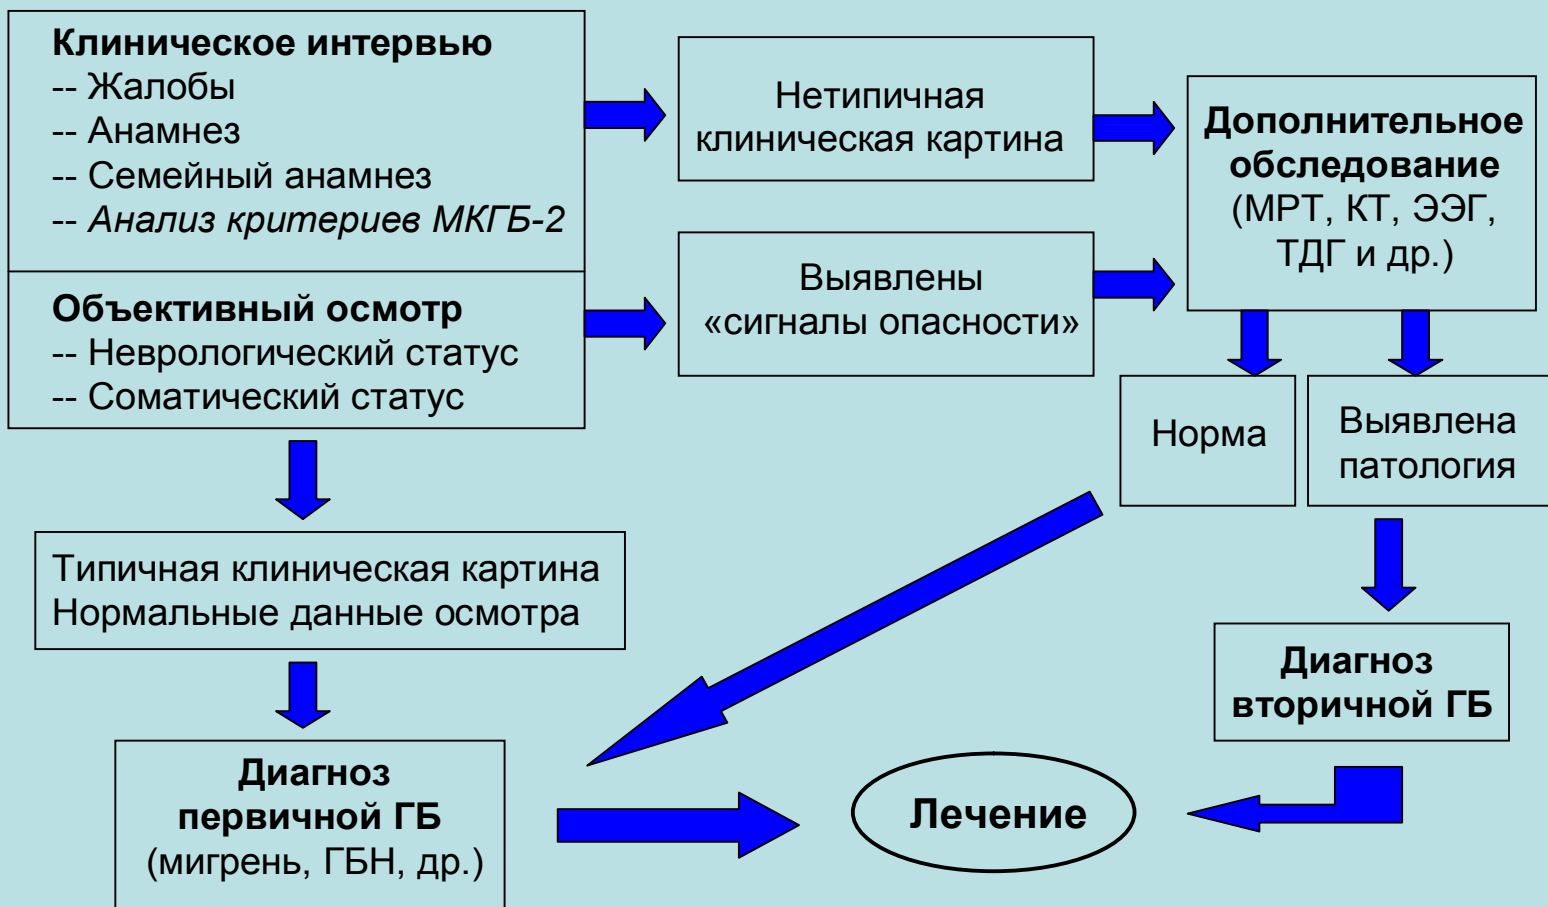 Клиническое интервью
-- Жалобы
-- Анамнез
-- Семейный анамнез
-- Анализ критериев МКГБ-2
Объективный осмотр
-- Неврологический статус
-- Соматический статус
Нетипичная
клиническая картина
Выявлены
«сигналы опасности»
Дополнительное
обследование
(МРТ, КТ, ЭЭГ,
ТДГ и др.)
Норма
Выявлена
патология
Типичная клиническая картина
Нормальные данные осмотра
Диагноз
вторичной ГБ
Диагноз
первичной ГБ
(мигрень, ГБН, др.)
Лечение